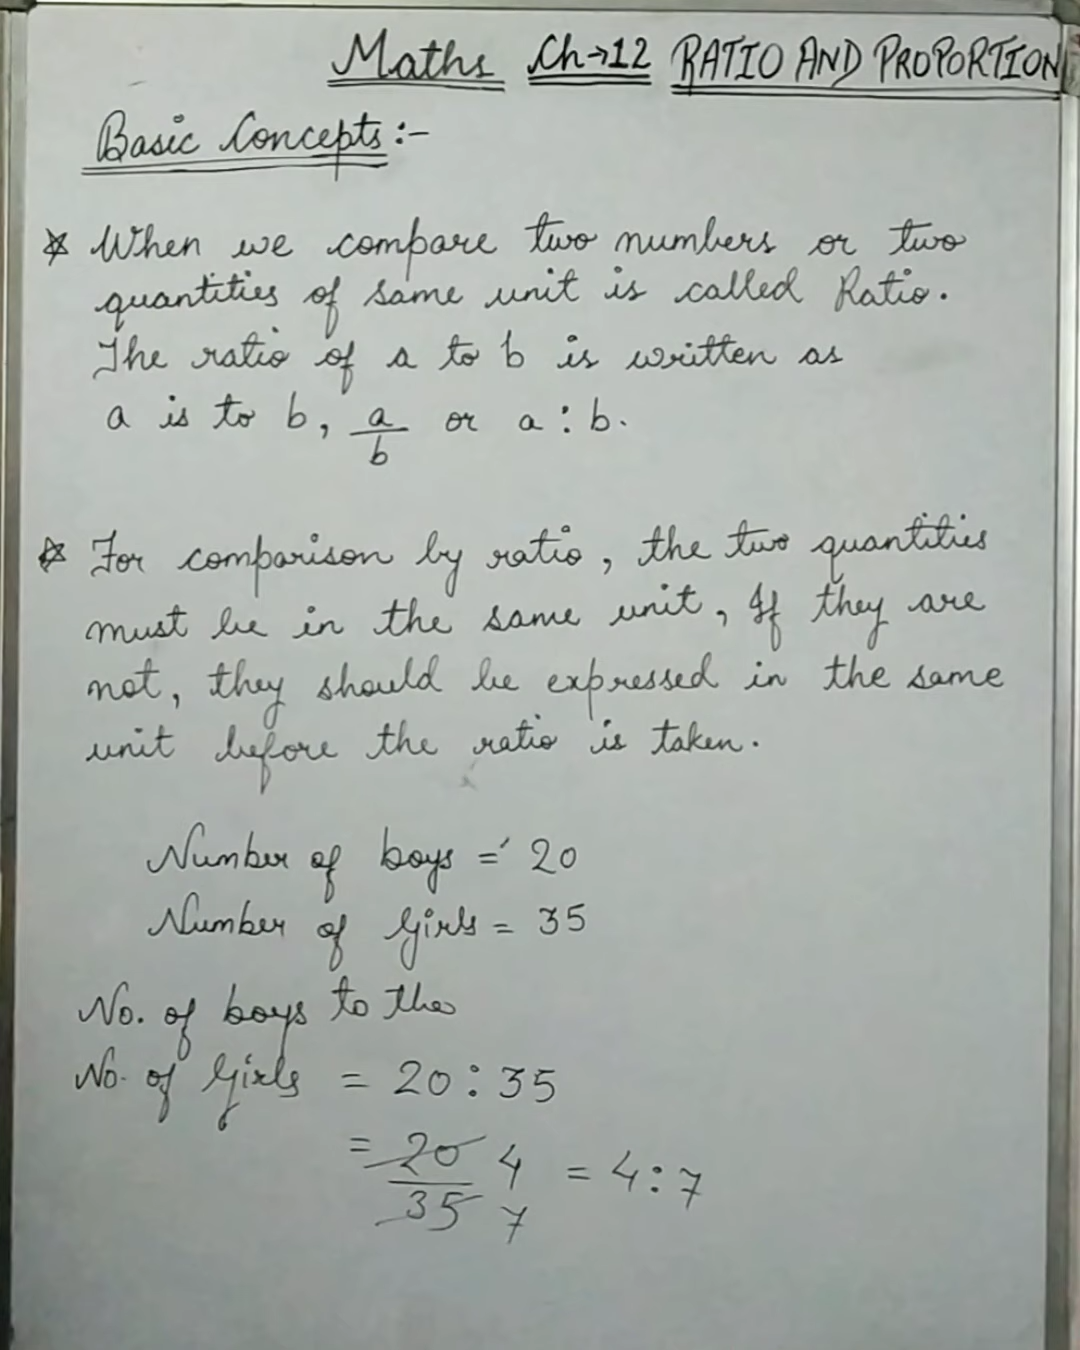 Maths Ch→12 RATIO AND PROPORTION
Basic Concepts:-
☆ When we compare two numbers or two
quantities of same unit is called Ratio.
The ratio of a to b is written as
a is to b, a/b or a : b.
☆ For comparison by ratio, the two quantities
must be in the same unit, If they are
not, they should be expressed in the same
unit before the ratio is taken.
Number of boys = 20
Number of Girls = 35
No. of boys to the
No. of Girls = 20 : 35
= 20/35 4/7 = 4:7